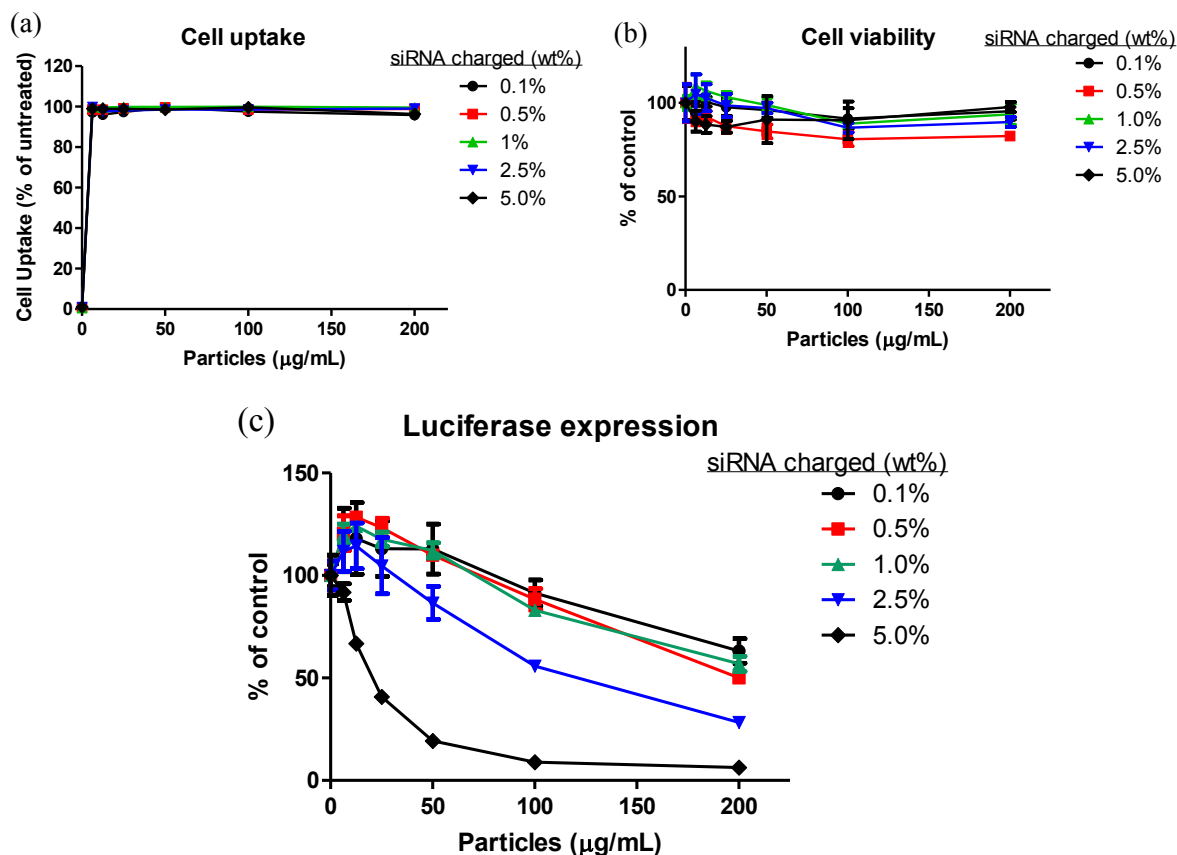 (a)
Cell uptake
siRNA charged (wt%)
0.1%
0.5%
1%
2.5%
5.0%
Cell Uptake (% of untreated)
120
100
80
60
40
20
0
0 50 100 150 200
Particles (μg/mL)
(b)
Cell viability
siRNA charged (wt%)
0.1%
0.5%
1.0%
2.5%
5.0%
% of control
100
50
0
0 50 100 150 200
Particles (μg/mL)
(c)
Luciferase expression
siRNA charged (wt%)
0.1%
0.5%
1.0%
2.5%
5.0%
% of control
150
100
50
0
0 50 100 150 200
Particles (μg/mL)